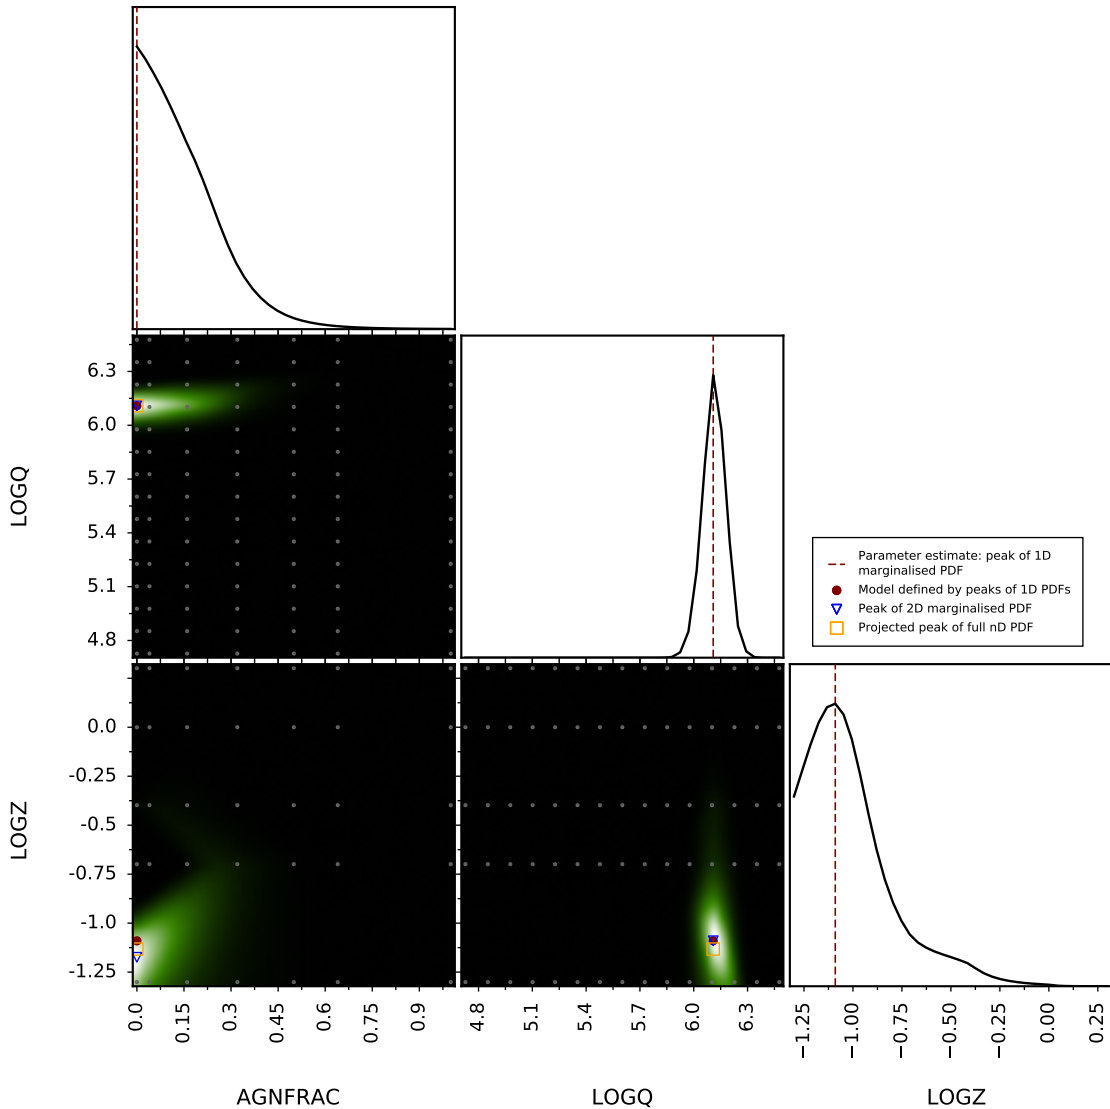 6.3
6.0
5.7
5.4
5.1
4.8
LOGQ
Parameter estimate: peak of 1D
marginalised PDF
Model defined by peaks of 1D PDFs
Peak of 2D marginalised PDF
Projected peak of full nD PDF
0.0
-0.25
-0.5
-0.75
-1.0
-1.25
LOGZ
0.0 0.15 0.3 0.45 0.6 0.75 0.9
4.8 5.1 5.4 5.7 6.0 6.3
−1.25 −1.00 −0.75 −0.50 −0.25 0.00 0.25
AGNFRAC LOGQ LOGZ